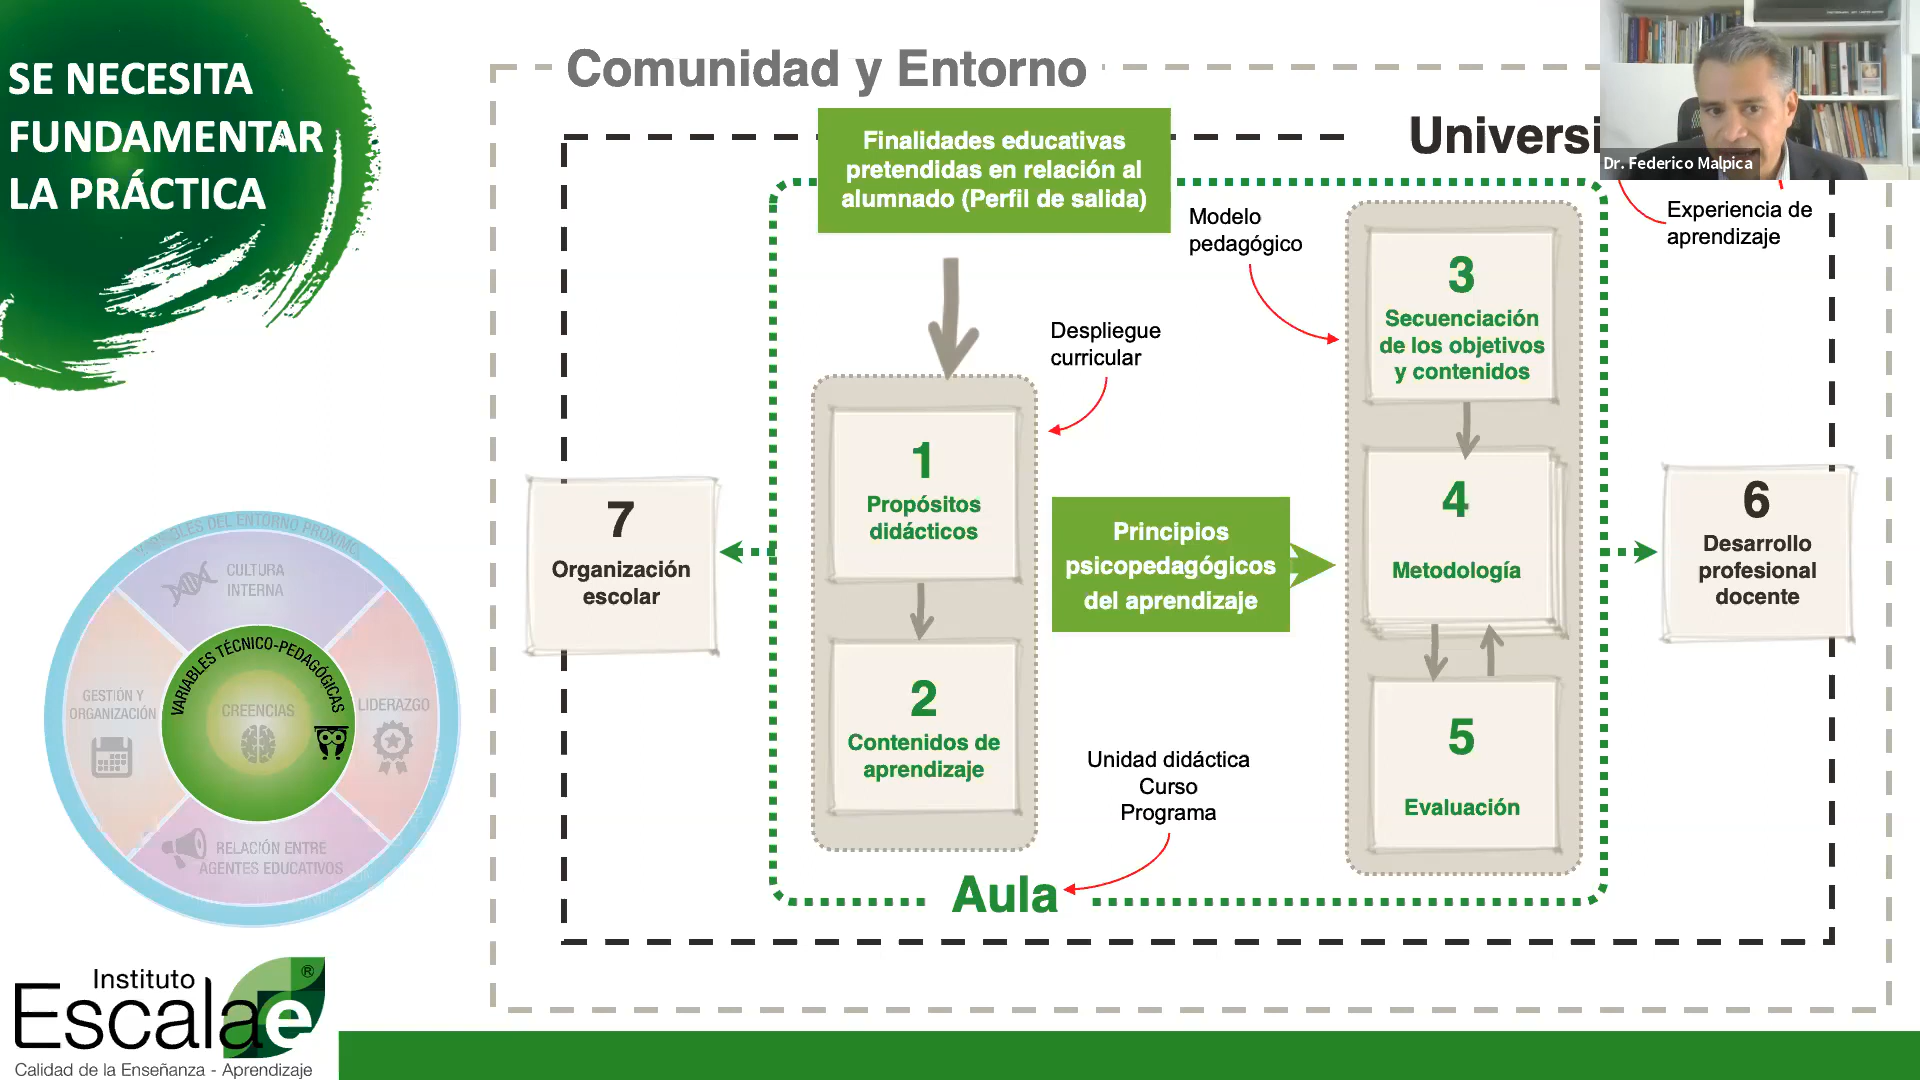 SE NECESITA
FUNDAMENTAR
LA PRÁCTICA
Comunidad y Entorno
Universi
Dr. Federico Malpica
Finalidades educativas
pretendidas en relación al
alumnado (Perfil de salida)
Modelo
pedagógico
Experiencia de
aprendizaje
3
Secuenciación
de los objetivos
y contenidos
Despliegue
curricular
1
Propósitos
didácticos
7
Organización
escolar
Principios
psicopedagógicos
del aprendizaje
4
Metodología
6
Desarrollo
profesional
docente
2
Contenidos de
aprendizaje
5
Evaluación
Unidad didáctica
Curso
Programa
Aula
VARIABLES DEL ENTORNO PRÓXIMO
CULTURA
INTERNA
VARIABLES TÉCNICO-PEDAGÓGICAS
GESTIÓN Y
ORGANIZACIÓN
CREENCIAS
LIDERAZGO
RELACIÓN ENTRE
AGENTES EDUCATIVOS
Instituto
Escalae
®
Calidad de la Enseñanza - Aprendizaje